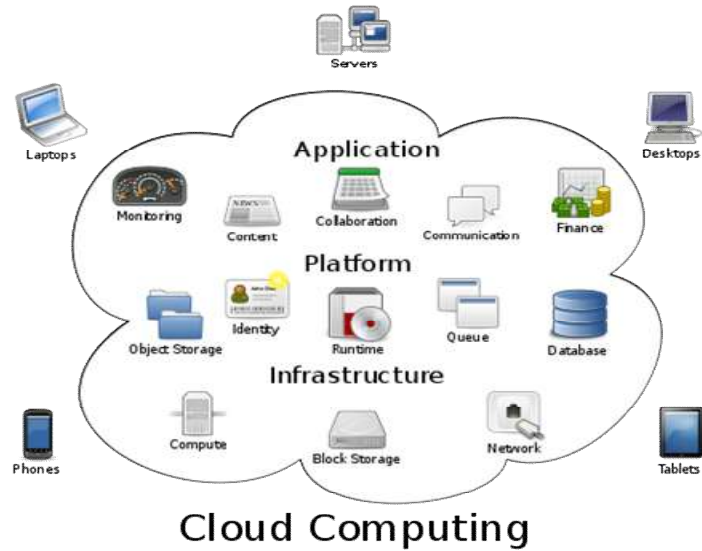 Servers
Laptops
Desktops
Application
Monitoring
NEWS
Content
Collaboration
Communication
Finance
Platform
Object Storage
Identity
Runtime
Queue
Database
Infrastructure
Compute
Block Storage
Network
Phones
Tablets
Cloud Computing